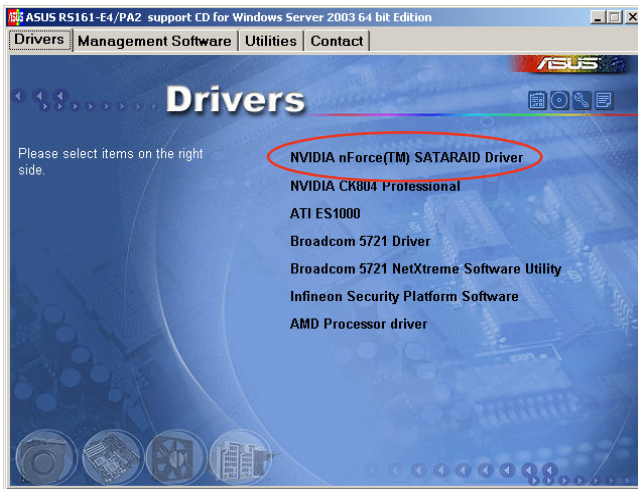 ASUS RS161-E4/PA2 support CD for Windows Server 2003 64 bit Edition
Drivers Management Software Utilities Contact
ASUS
Drivers
Please select items on the right
side.
NVIDIA nForce(TM) SATARAID Driver
NVIDIA CK804 Professional
ATI ES1000
Broadcom 5721 Driver
Broadcom 5721 NetXtreme Software Utility
Infineon Security Platform Software
AMD Processor driver